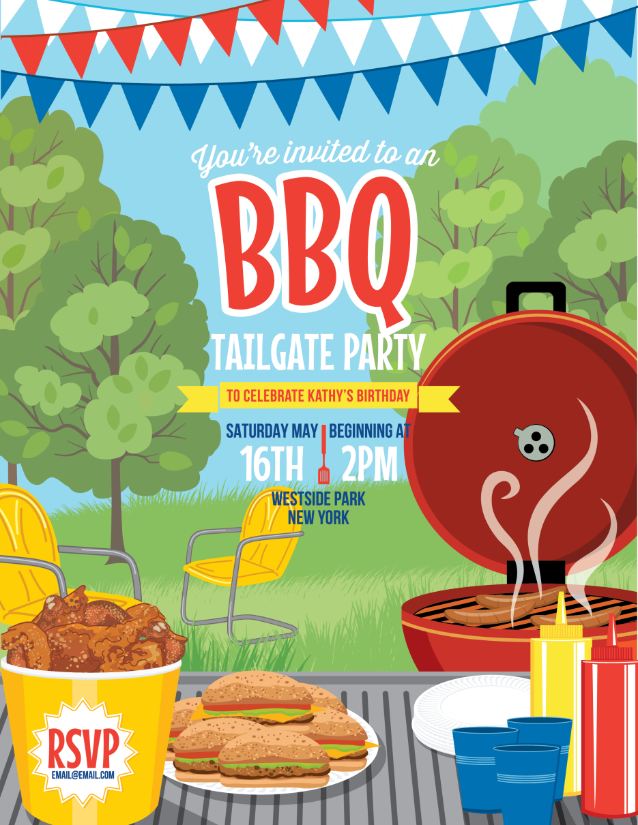 You're invited to an
BBQ
TAILGATE PARTY
TO CELEBRATE KATHY'S BIRTHDAY
SATURDAY MAY BEGINNING AT
16TH 2PM
WESTSIDE PARK
NEW YORK
RSVP
EMAIL@EMAIL.COM